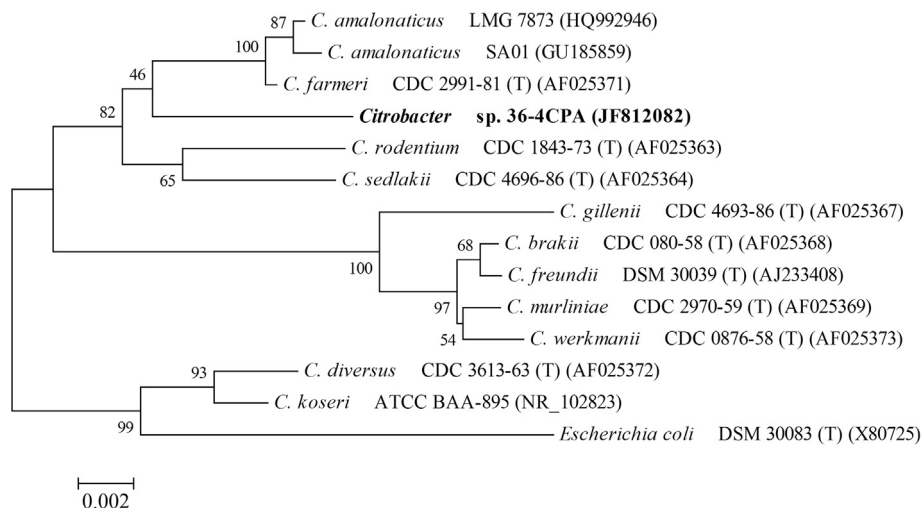 87 C. amalonaticus LMG 7873 (HQ992946)
100 C. amalonaticus SA01 (GU185859)
46 C. farmeri CDC 2991-81 (T) (AF025371)
82 Citrobacter sp. 36-4CPA (JF812082)
C. rodentium CDC 1843-73 (T) (AF025363)
65 C. sedlakii CDC 4696-86 (T) (AF025364)
C. gillenii CDC 4693-86 (T) (AF025367)
68 C. brakii CDC 080-58 (T) (AF025368)
100 C. freundii DSM 30039 (T) (AJ233408)
97 C. murliniae CDC 2970-59 (T) (AF025369)
54 C. werkmanii CDC 0876-58 (T) (AF025373)
93 C. diversus CDC 3613-63 (T) (AF025372)
C. koseri ATCC BAA-895 (NR_102823)
99 Escherichia coli DSM 30083 (T) (X80725)
0.002